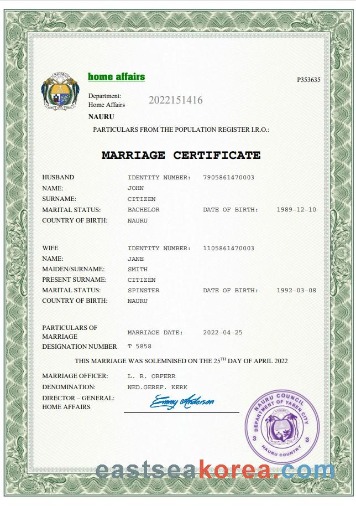 home affairs
P353635
Department:
Home Affairs
2022151416
NAURU
PARTICULARS FROM THE POPULATION REGISTER I.R.O.:
MARRIAGE CERTIFICATE
HUSBAND IDENTITY NUMBER: 7905861470003
NAME: JOHN
SURNAME: CITIZEN
MARITAL STATUS: BACHELOR DATE OF BIRTH: 1989-12-10
COUNTRY OF BIRTH: NAURU
WIFE IDENTITY NUMBER: 1105861470003
NAME: JANE
MAIDEN/SURNAME: SMITH
PRESENT SURNAME: CITIZEN
MARITAL STATUS: SPINSTER DATE OF BIRTH: 1992-03-08
COUNTRY OF BIRTH: NAURU
PARTICULARS OF
MARRIAGE MARRIAGE DATE: 2022-04-25
DESIGNATION NUMBER T 5858
THIS MARRIAGE WAS SOLEMNISED ON THE 25TH DAY OF APRIL 2022
MARRIAGE OFFICER: L. R. ORFERR
DENOMINATION: NED.GEREF. KERK
DIRECTOR – GENERAL: Emmy Anderson
HOME AFFAIRS
NAURU COUNCIL
DEPARTMENT OF YAREN CITY
NAURU COUNTRY
eastseakorea.com